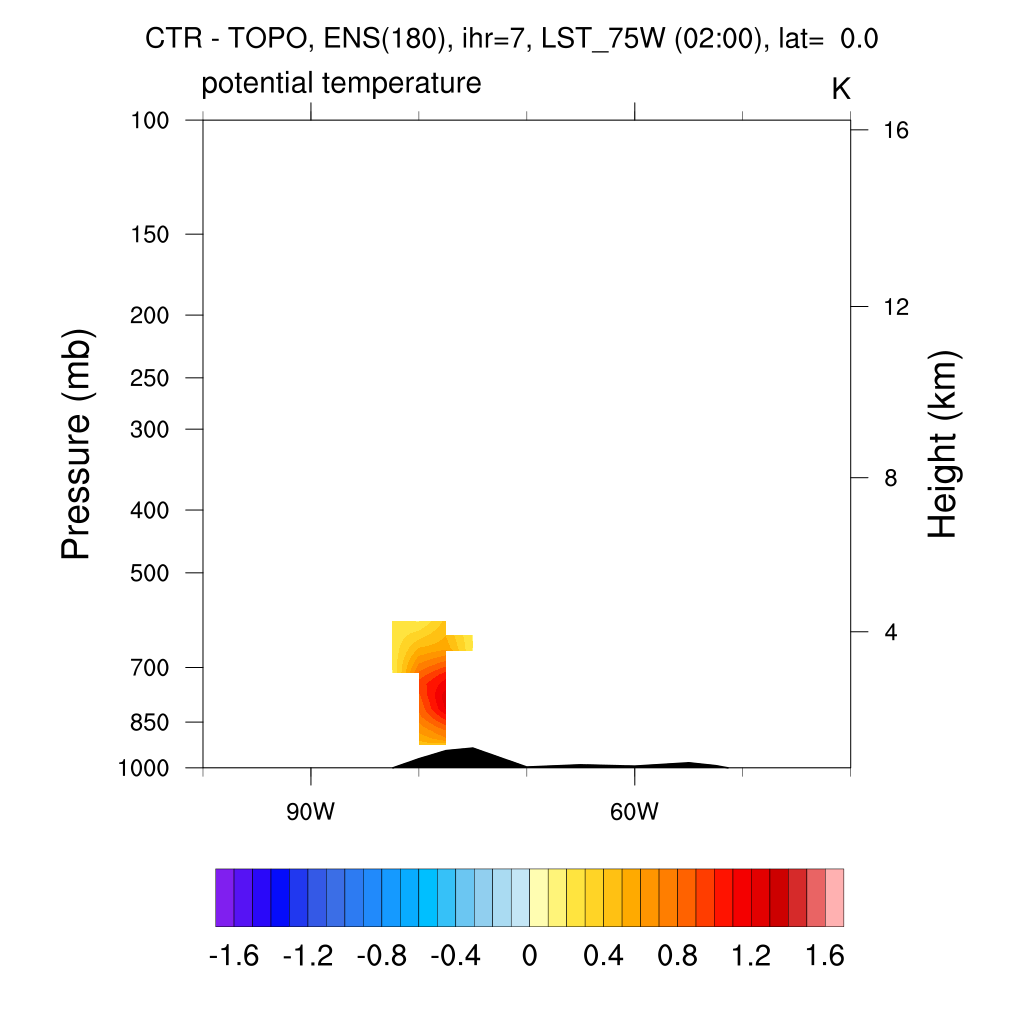 CTR - TOPO, ENS(180), ihr=7, LST_75W (02:00), lat=  0.0
potential temperature K
100
150
200
250
300
400
500
700
850
1000
Pressure (mb)
16
12
8
4
Height (km)
90W 60W
-1.6 -1.2 -0.8 -0.4 0 0.4 0.8 1.2 1.6